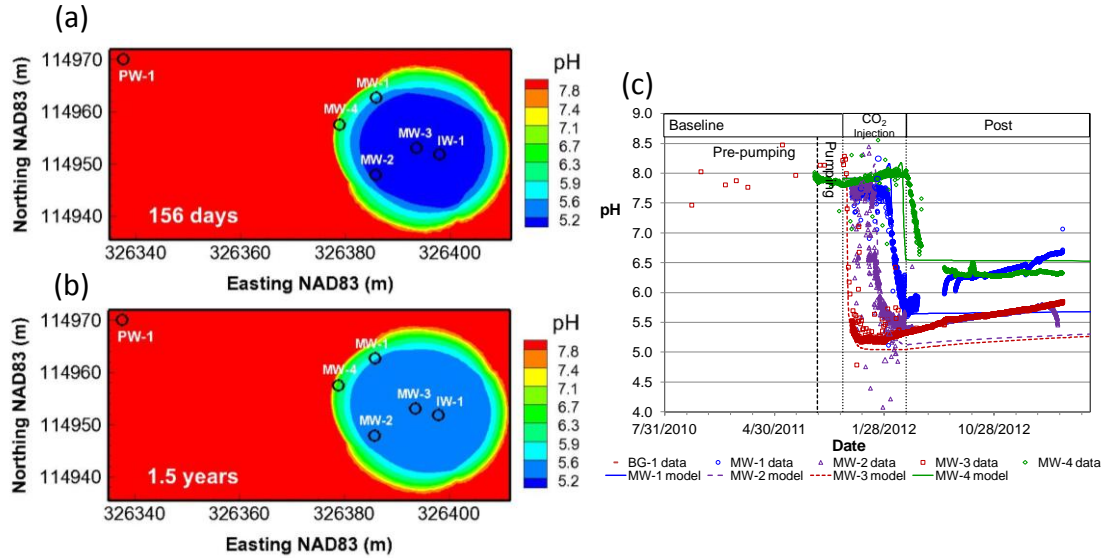 (a)
Northing NAD83 (m)
114970
114960
114950
114940
PW-1
MW-1
MW-4
MW-3
IW-1
MW-2
156 days
326340
326360
326380
326400
Easting NAD83 (m)
pH
7.8
7.4
7.1
6.7
6.3
5.9
5.6
5.2
(b)
Northing NAD83 (m)
114970
114960
114950
114940
PW-1
MW-1
MW-4
MW-3
IW-1
MW-2
1.5 years
326340
326360
326380
326400
Easting NAD83 (m)
pH
7.8
7.4
7.1
6.7
6.3
5.9
5.6
5.2
(c)
9.0
8.5
8.0
7.5
pH
7.0
6.5
6.0
5.5
5.0
4.5
4.0
Baseline
CO2
Injection
Post
Pre-pumping
Pumping
7/31/2010
4/30/2011
1/28/2012
10/28/2012
Date
BG-1 data
MW-1 data
MW-2 data
MW-3 data
MW-4 data
MW-1 model
MW-2 model
MW-3 model
MW-4 model